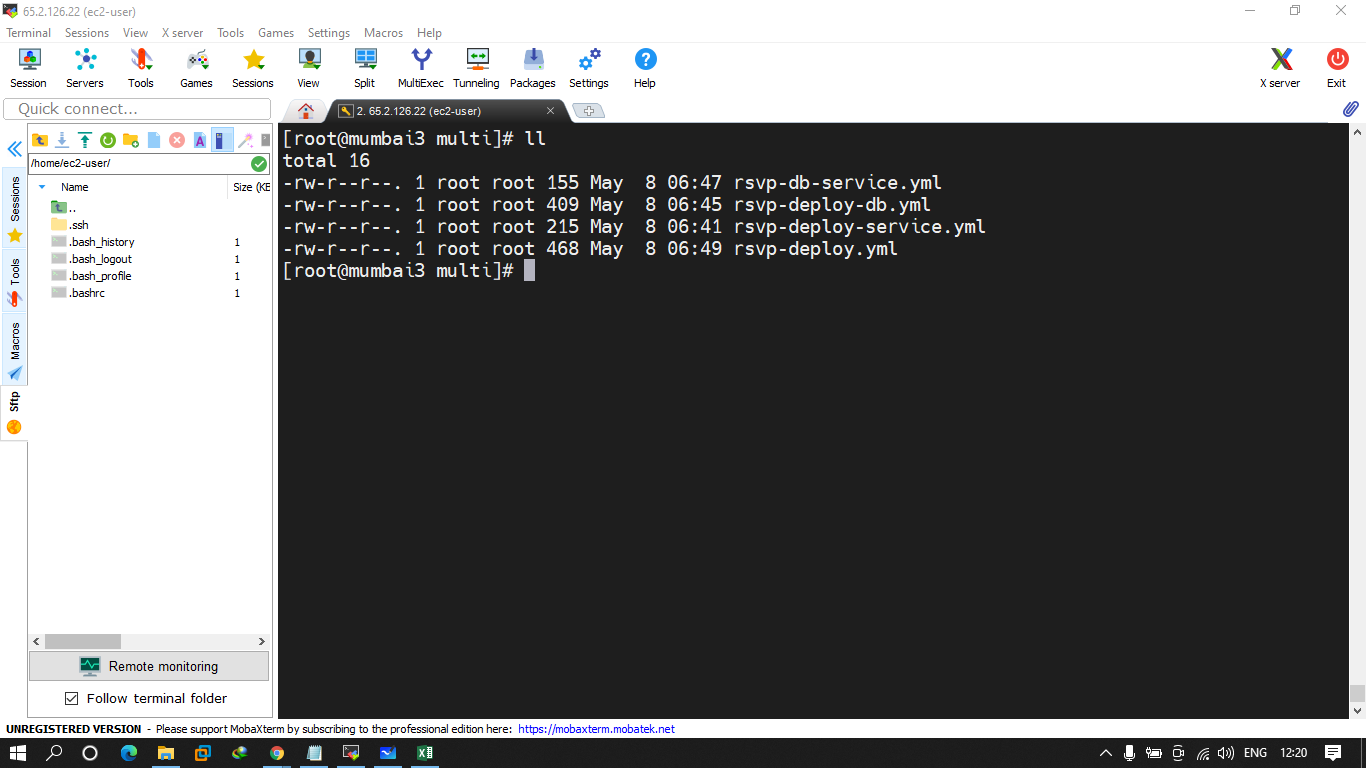 65.2.126.22 (ec2-user)
Terminal Sessions View X server Tools Games Settings Macros Help
Session Servers Tools Games Sessions View Split MultiExec Tunneling Packages Settings Help X server Exit
Quick connect...
2. 65.2.126.22 (ec2-user)
/home/ec2-user/
Name Size (KB
..
.ssh
.bash_history 1
.bash_logout 1
.bash_profile 1
.bashrc 1
Sessions
Tools
Macros
Sftp
[root@mumbai3 multi]# ll
total 16
-rw-r--r--. 1 root root 155 May  8 06:47 rsvp-db-service.yml
-rw-r--r--. 1 root root 409 May  8 06:45 rsvp-deploy-db.yml
-rw-r--r--. 1 root root 215 May  8 06:41 rsvp-deploy-service.yml
-rw-r--r--. 1 root root 468 May  8 06:49 rsvp-deploy.yml
[root@mumbai3 multi]#
Remote monitoring
Follow terminal folder
UNREGISTERED VERSION - Please support MobaXterm by subscribing to the professional edition here: https://mobaxterm.mobatek.net
ENG 12:20